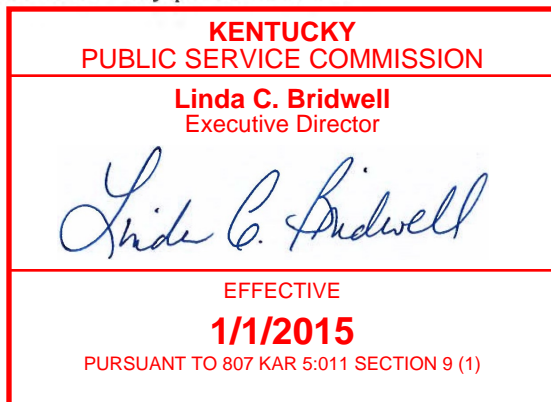 KENTUCKY
PUBLIC SERVICE COMMISSION
Linda C. Bridwell
Executive Director
Linda C. Bridwell
EFFECTIVE
1/1/2015
PURSUANT TO 807 KAR 5:011 SECTION 9 (1)